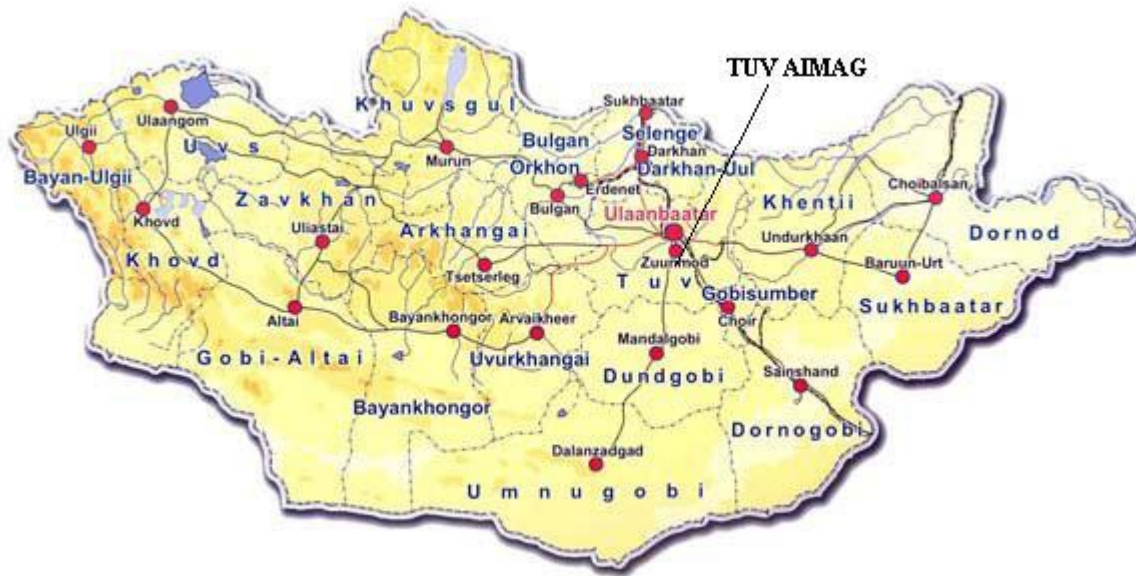 TUV AIMAG
Sukhbaatar
Khuvsgul
Ulaangom
Bulgan
Selenge
Ulgii
Uvs
Murun
Darkhan
Orkhon
Darkhan-Uul
Bayan-Ulgii
Erdenet
Zavkhan
Bulgan
Choibalsan
Khentii
Khovd
Ulaanbaatar
Arkhangai
Uliastai
Undurkhaan
Dornod
Khovd
Tsetserleg
Zuunmod
Baruun-Urt
Tuv
Gobisumber
Sukhbaatar
Altai
Bayankhongor
Arvaikheer
Choir
Mandalgobi
Gobi-Altai
Uvurkhangai
Dundgobi
Sainshand
Bayankhongor
Dornogobi
Dalanzadgad
Umnugobi